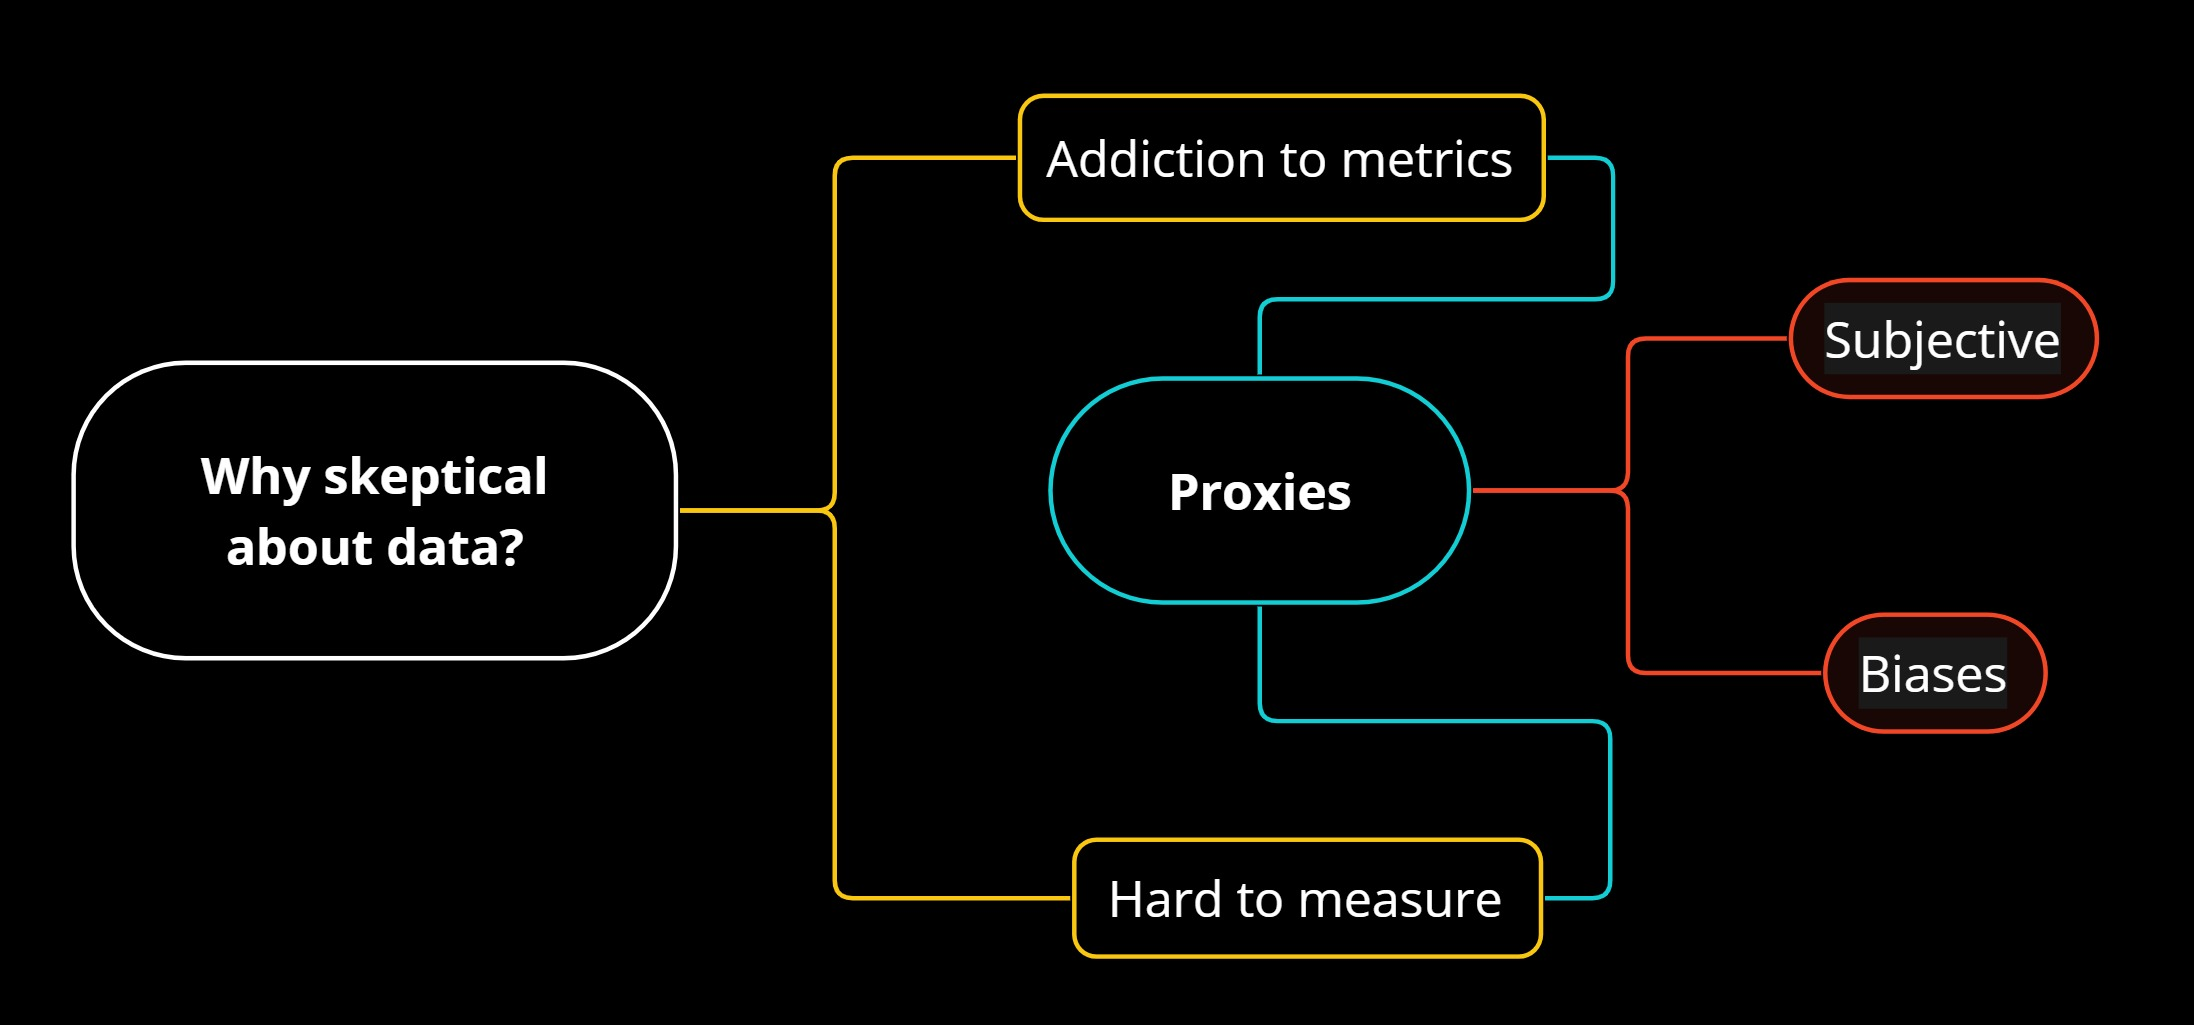 Why skeptical
about data?
Addiction to metrics
Proxies
Hard to measure
Subjective
Biases